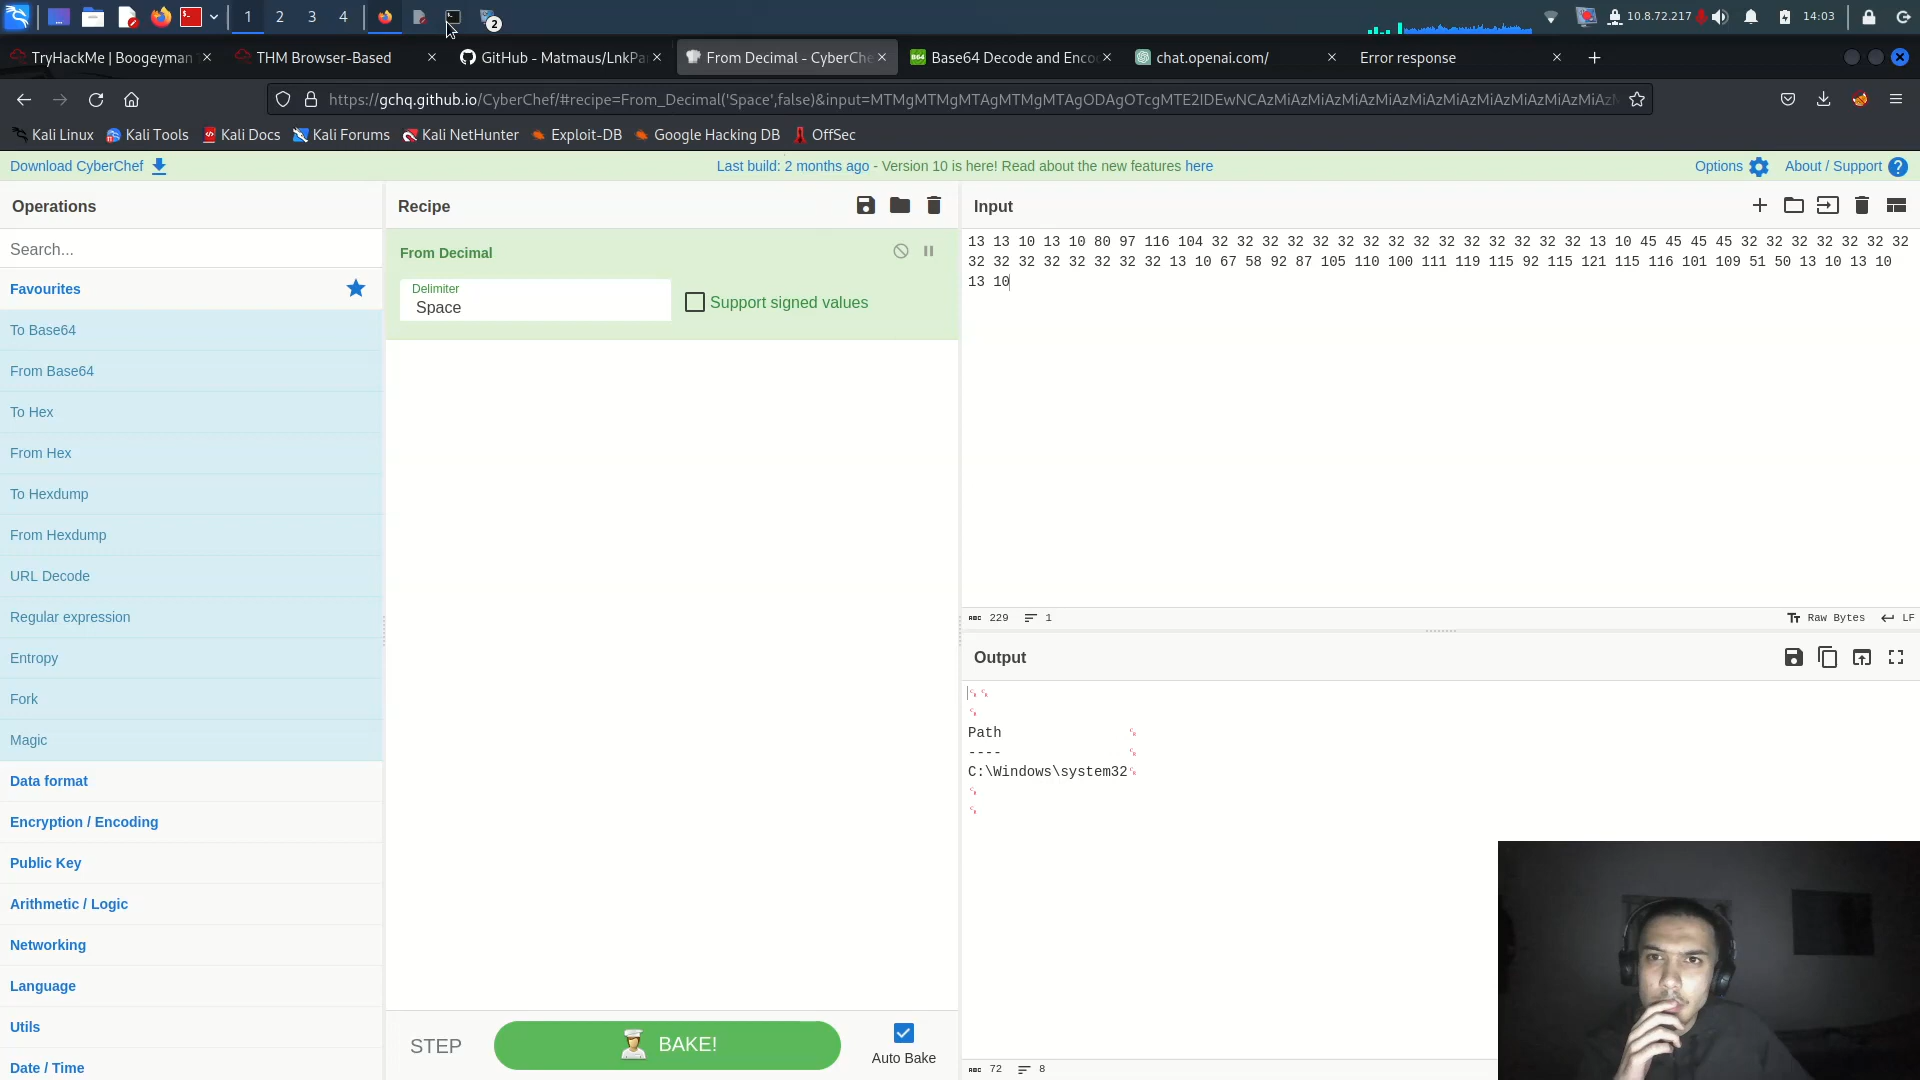 1 2 3 4 2 10.8.72.217 14:03
TryHackMe | Boogeyman THM Browser-Based GitHub - Matmaus/LnkPa From Decimal - CyberChe Base64 Decode and Enco chat.openai.com/ Error response
https://gchq.github.io/CyberChef/#recipe=From_Decimal('Space',false)&input=MTMgMTMgMTAgMTMgMTAgODAgOTcgMTE2IDEwNCAzMiAzMiAzMiAzMiAzMiAzMiAzMiAzMiAzMiAzMiAzMiAzM
Kali Linux Kali Tools Kali Docs Kali Forums Kali NetHunter Exploit-DB Google Hacking DB OffSec
Download CyberChef Last build: 2 months ago - Version 10 is here! Read about the new features here Options About / Support
Operations
Search...
Favourites
To Base64
From Base64
To Hex
From Hex
To Hexdump
From Hexdump
URL Decode
Regular expression
Entropy
Fork
Magic
Data format
Encryption / Encoding
Public Key
Arithmetic / Logic
Networking
Language
Utils
Date / Time
Recipe
From Decimal
Delimiter
Space
Support signed values
STEP
BAKE!
Auto Bake
Input
13 13 10 13 10 80 97 116 104 32 32 32 32 32 32 32 32 32 32 32 32 32 32 32 13 10 45 45 45 45 32 32 32 32 32 32 32
32 32 32 32 32 32 32 32 13 10 67 58 92 87 105 110 100 111 119 115 92 115 121 115 116 101 109 51 50 13 10 13 10
13 10
229 1 Raw Bytes LF
Output
Path
----
C:\Windows\system32
72 8